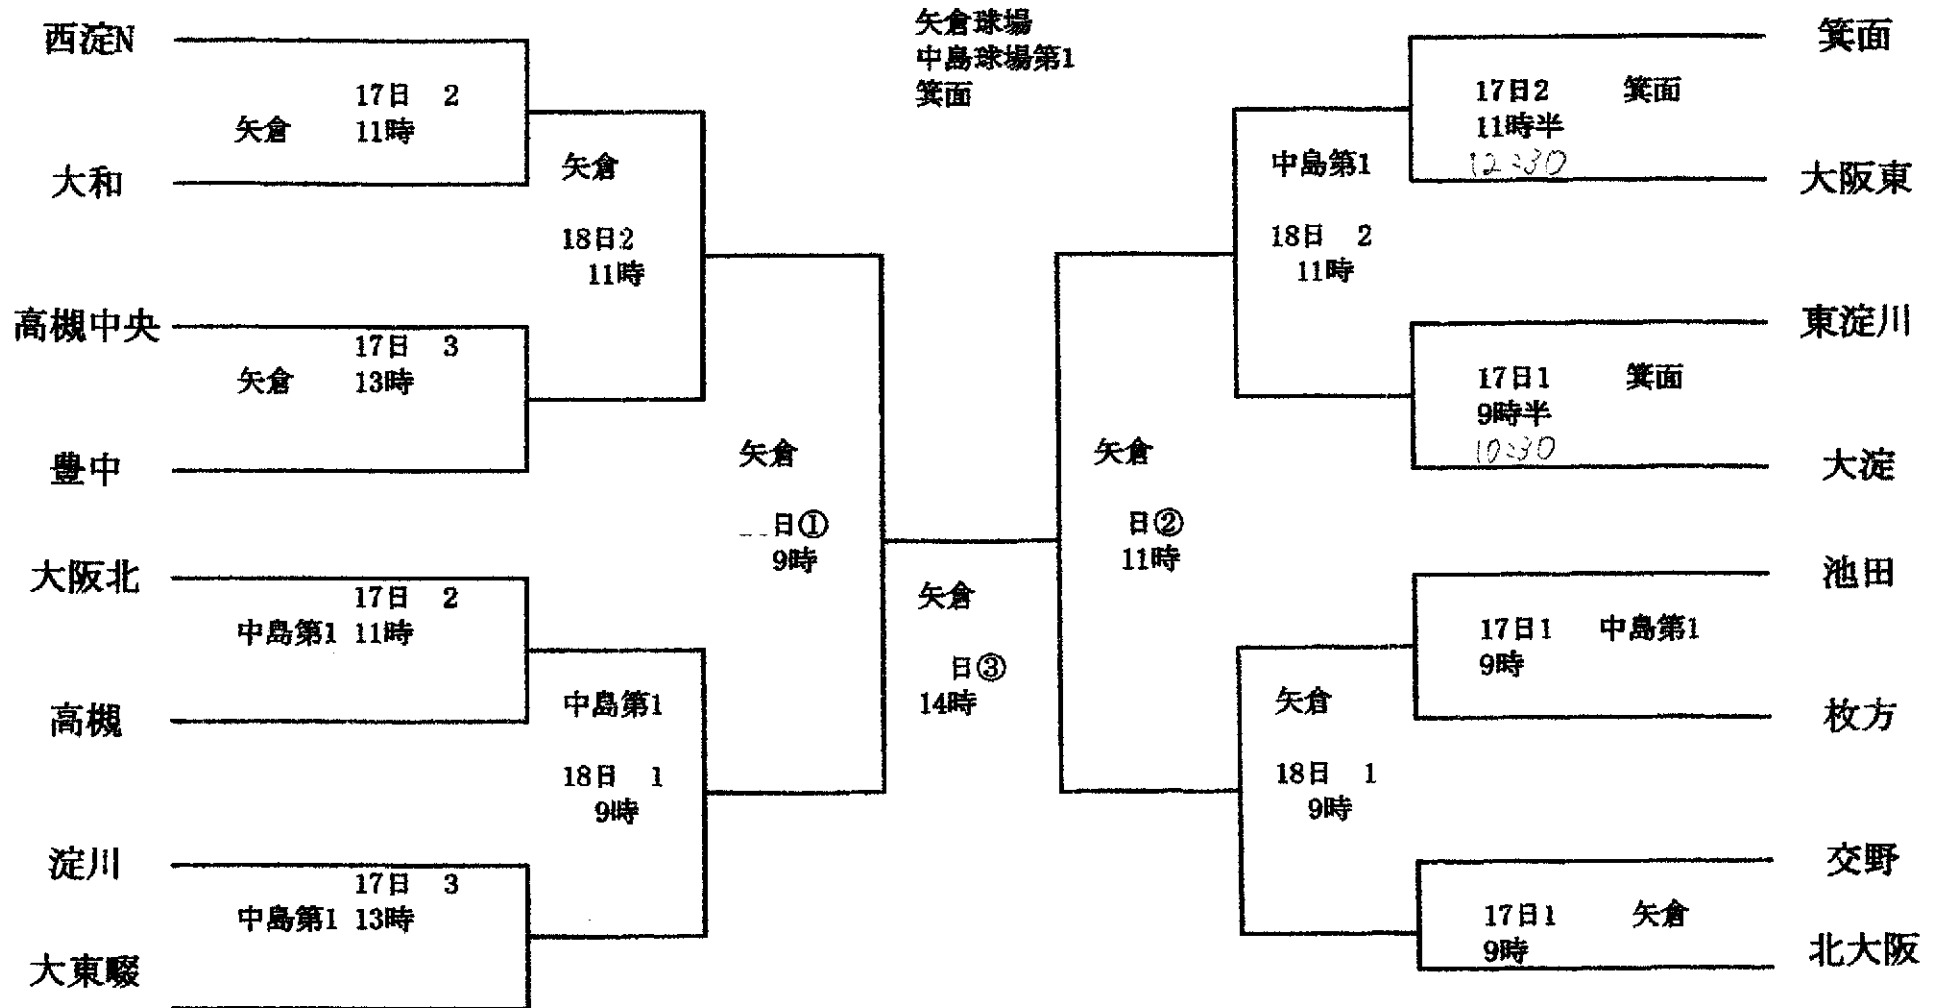 西淀N
17日 2
矢倉 11時
大和
矢倉
18日2
11時
高槻中央
17日 3
矢倉 13時
豊中
矢倉
日①
9時
大阪北
17日 2
中島第1 11時
高槻
中島第1
18日 1
9時
淀川
17日 3
中島第1 13時
大東畷
矢倉球場
中島球場第1
箕面
矢倉
日③
14時
箕面
17日2 箕面
11時半
12:30
大阪東
中島第1
18日 2
11時
東淀川
17日1 箕面
9時半
10:30
大淀
矢倉
日②
11時
池田
17日1 中島第1
9時
枚方
矢倉
18日 1
9時
交野
17日1 矢倉
9時
北大阪